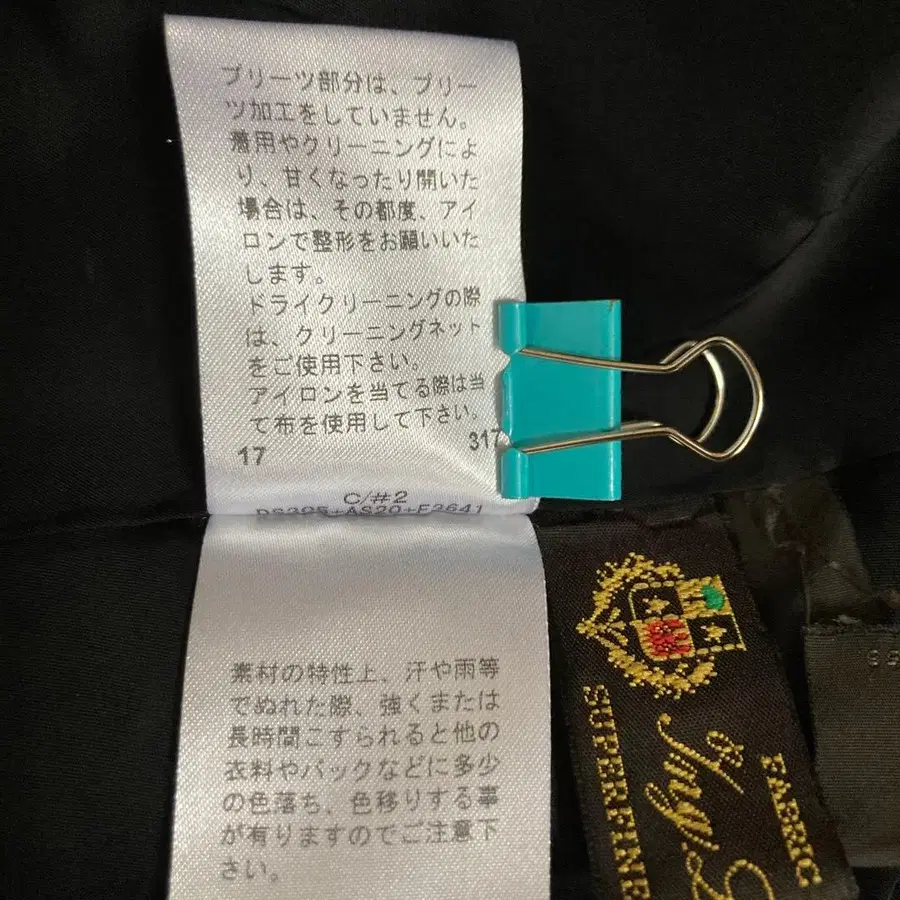 プリーツ部分は、プリー
ツ加工をしていません。
着用やクリーニングによ
り、甘くなったり開いた
場合は、その都度、アイ
ロンで整形をお願いいた
します。
ドライクリーニングの際
は、クリーニングネット
をご使用下さい。
アイロンを当てる際は当
て布を使用して下さい。
317
17
C/#2
素材の特性上、汗や雨等
でぬれた際、強くまたは
長時間こすられると他の
衣料やバックなどに多少
の色落ち、色移りする事
が有りますのでご注意下
さい。
FABRIC
SUPERFINE